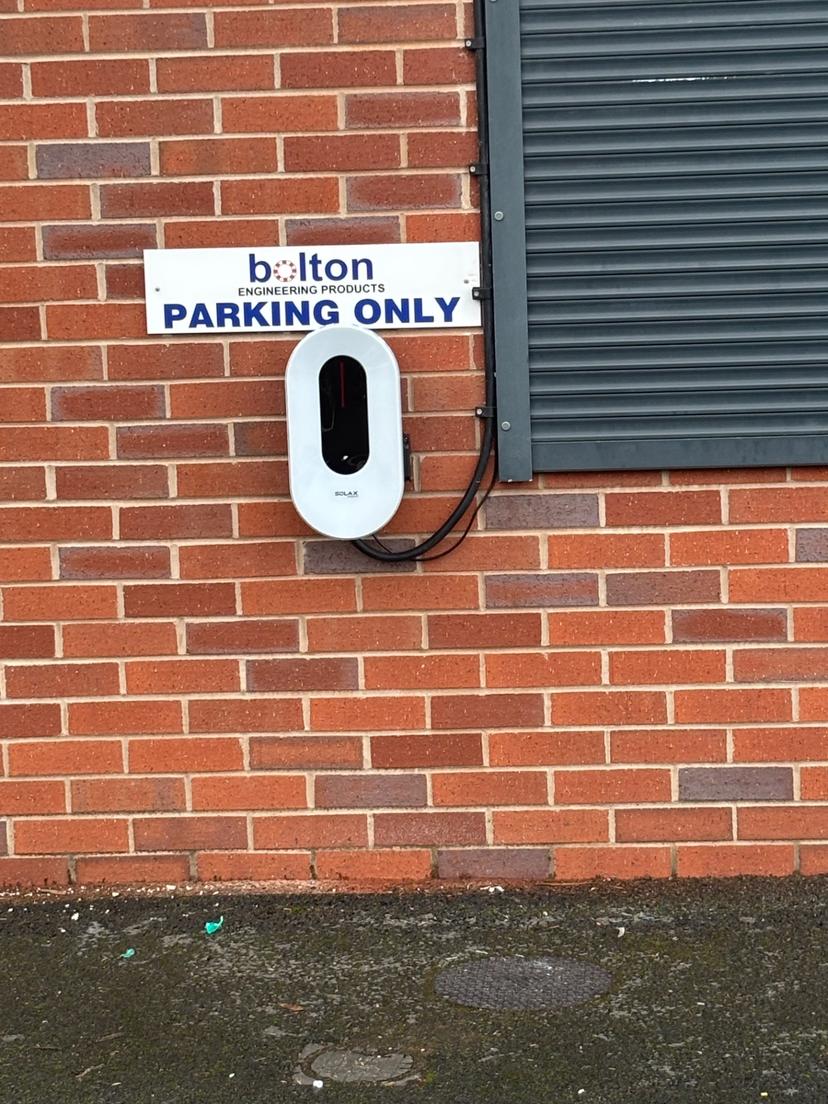 bolton
ENGINEERING PRODUCTS
PARKING ONLY
SOLAX